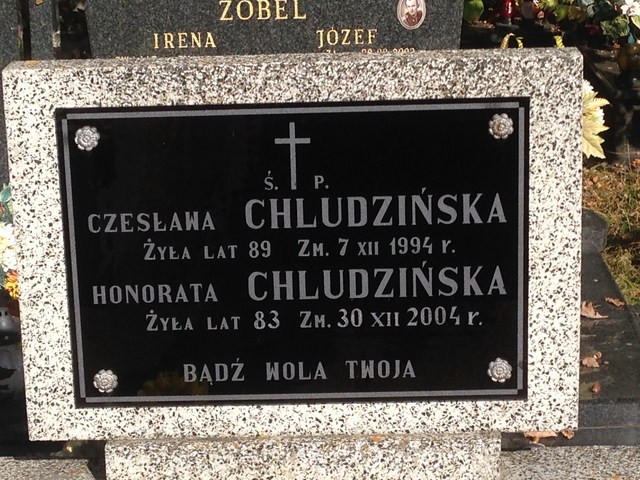 ZOBEL
IRENA JÓZEF
Ś. P.
CZESŁAWA CHLUDZIŃSKA
ŻYŁA LAT 89 ZM. 7 XII 1994 r.
HONORATA CHLUDZIŃSKA
ŻYŁA LAT 83 ZM. 30 XII 2004 r.
BĄDŹ WOLA TWOJA